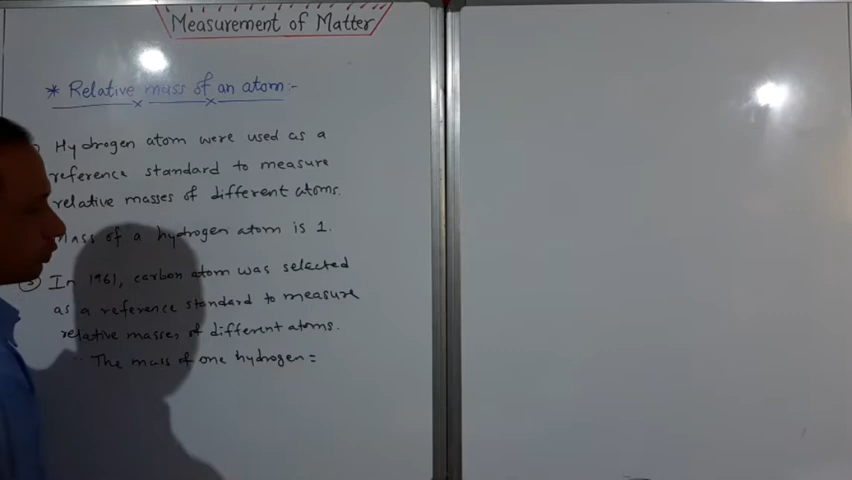 Measurement of Matter
* Relative mass of an atom :-
Hydrogen atom were used as a
reference standard to measure
relative masses of different atoms.
Mass of a hydrogen atom is 1.
③ In 1961, carbon atom was selected
as a reference standard to measure
relative masses of different atoms.
The mass of one hydrogen =